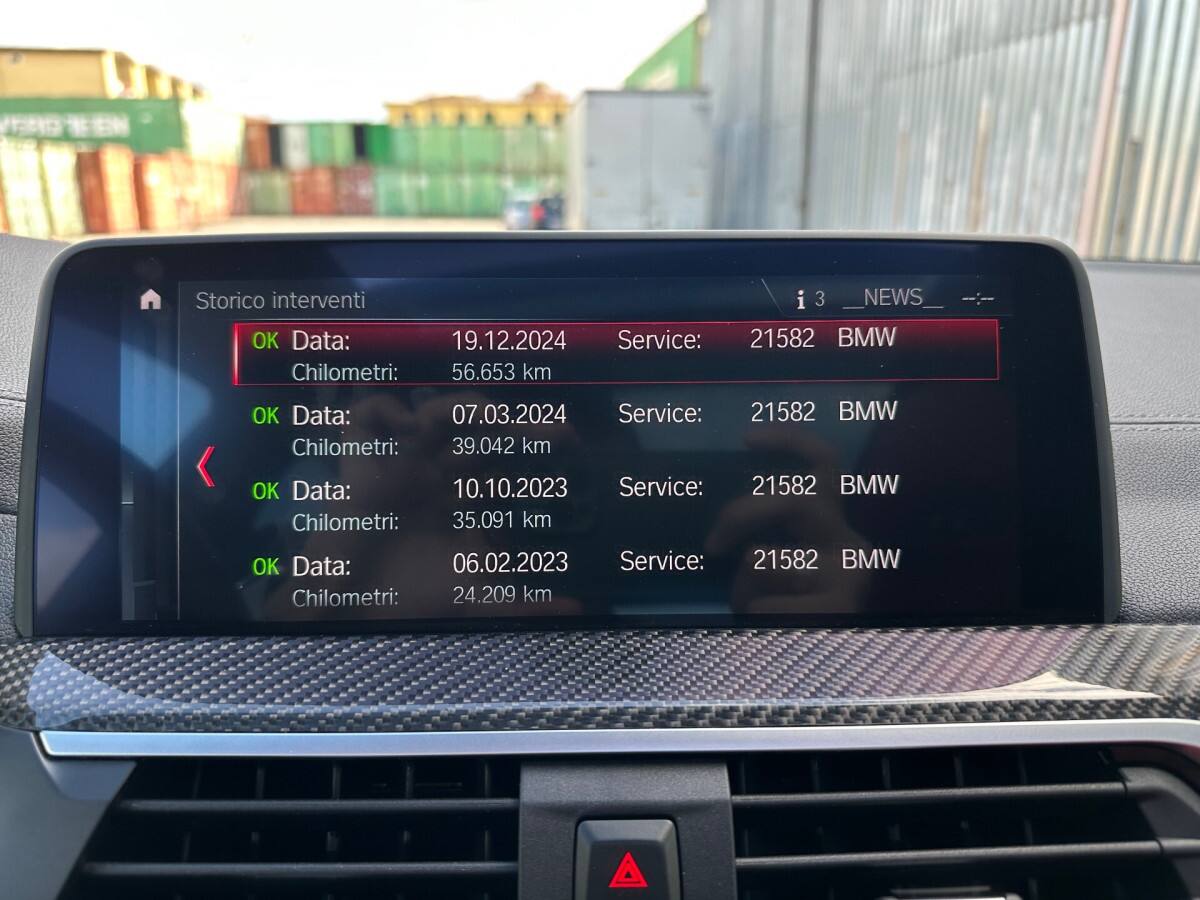 Storico interventi
i 3 __NEWS__ --:--
OK Data: 19.12.2024 Service: 21582 BMW
Chilometri: 56.653 km
OK Data: 07.03.2024 Service: 21582 BMW
Chilometri: 39.042 km
OK Data: 10.10.2023 Service: 21582 BMW
Chilometri: 35.091 km
OK Data: 06.02.2023 Service: 21582 BMW
Chilometri: 24.209 km